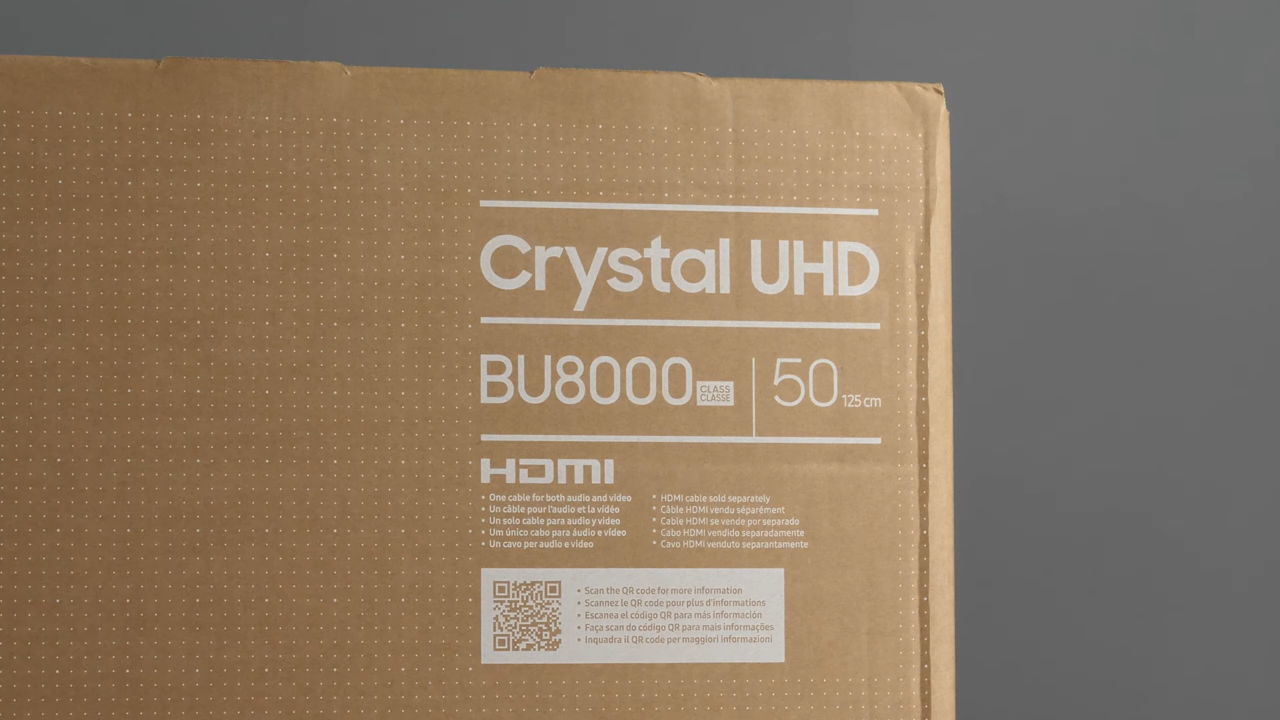 Crystal UHD
BU8000 CLASS CLASSE 50 125 cm
HDMI
• One cable for both audio and video
• Un câble pour l'audio et la vidéo
• Un solo cable para audio y video
• Um único cabo para áudio e vídeo
• Un cavo per audio e video
* HDMI cable sold separately
* Câble HDMI vendu séparément
* Cable HDMI se vende por separado
* Cabo HDMI vendido separadamente
* Cavo HDMI venduto separantamente
• Scan the QR code for more information
• Scannez le QR code pour plus d'informations
• Escanea el código QR para más información
• Faça scan do código QR para mais informações
• Inquadra il QR code per maggiori informazioni